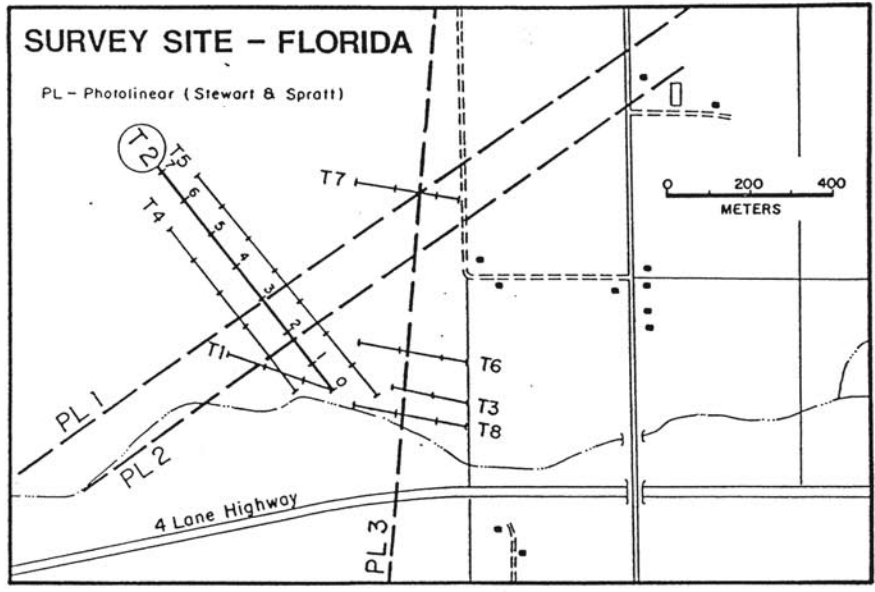 SURVEY SITE – FLORIDA
PL – Photolinear (Stewart & Spratt)
T2
T5
T4
7
6
5
4
3
2
0
T7
T1
0 200 400
METERS
T6
T3
T8
PL 1
PL 2
PL 3
4 Lane Highway